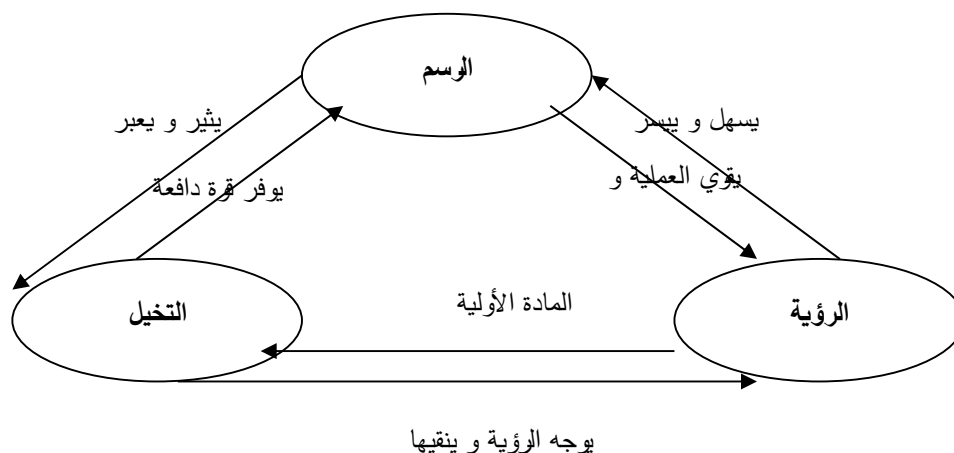 الرسم
يسهل و ييسر
يثير و يعبر
يقوي العملية و
يوفر قوة دافعة
الرؤية
المادة الأولية
التخيل
يوجه الرؤية و ينقيها